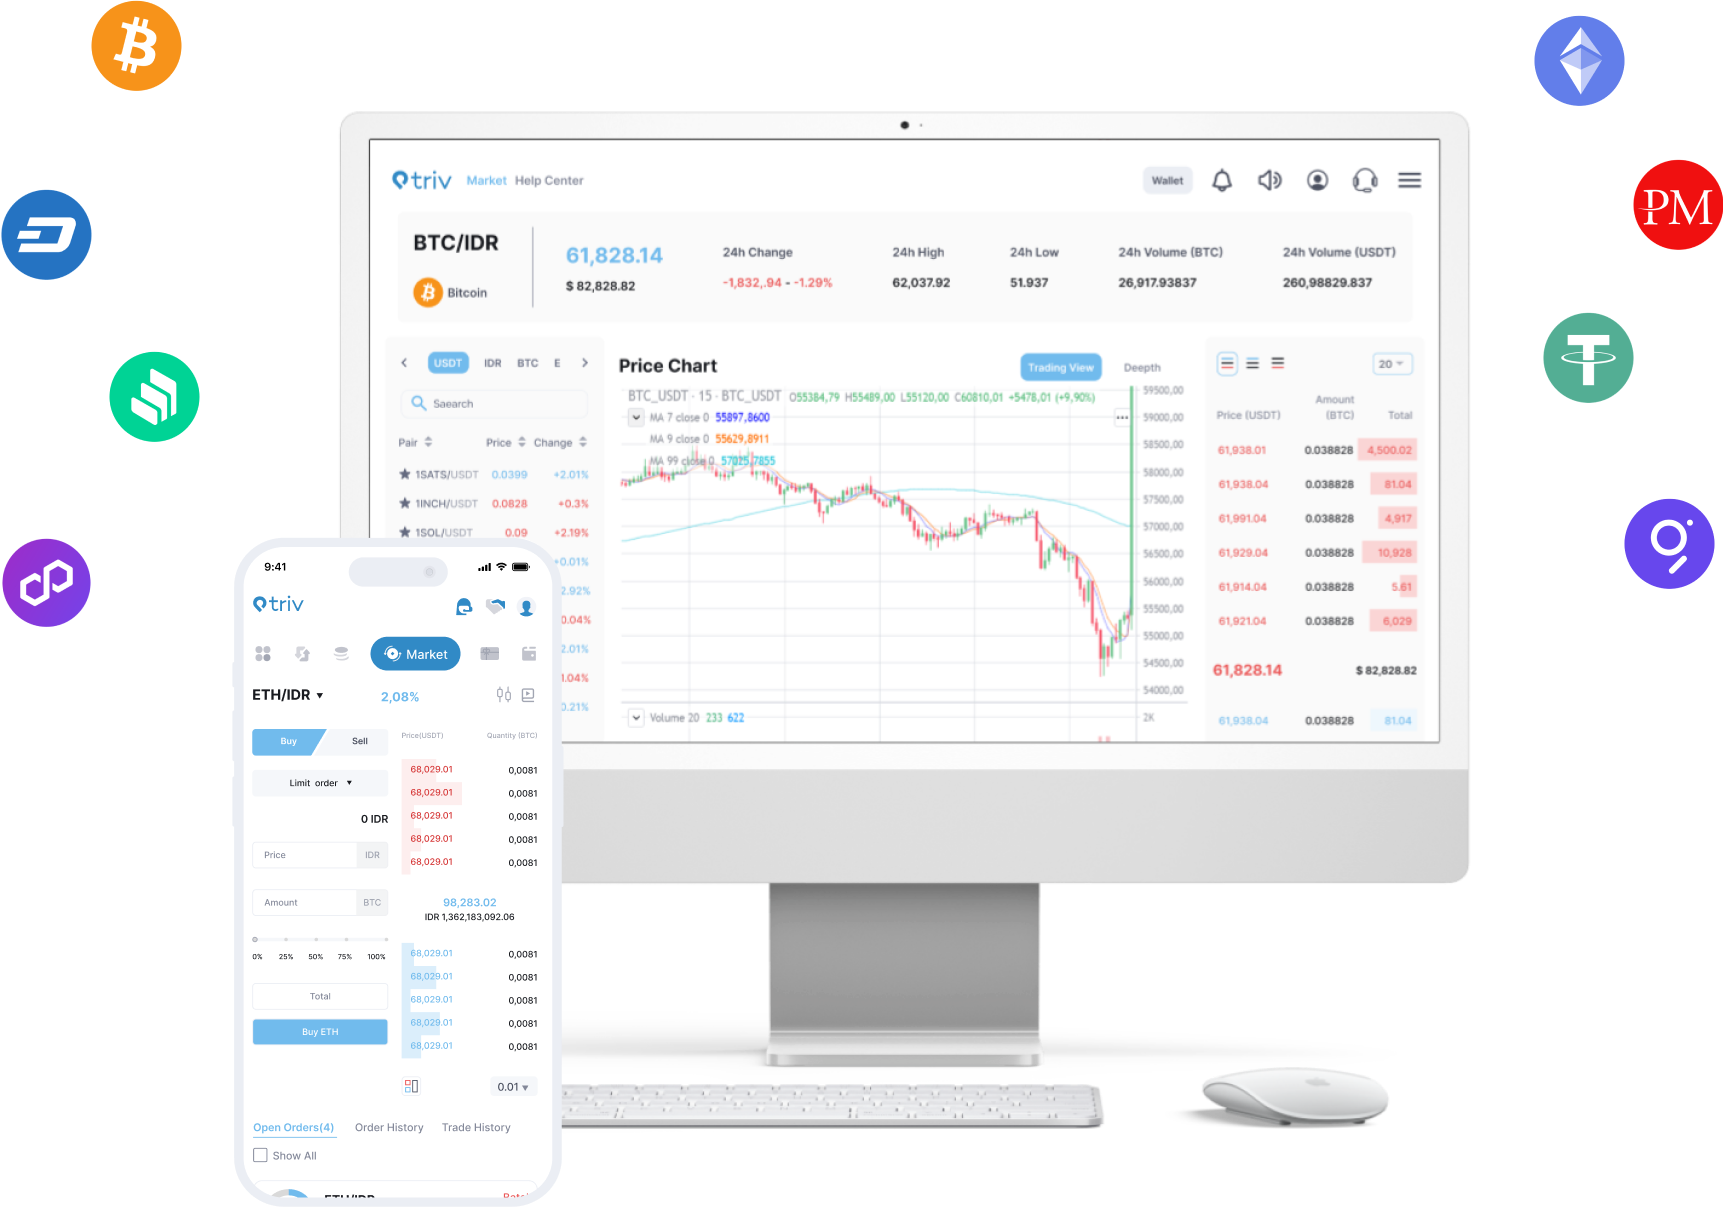 PM
triv Market Help Center Wallet
BTC/IDR
Bitcoin
61,828.14
$ 82,828.82
24h Change
-1,832,.94 - -1.29%
24h High
62,037.92
24h Low
51.937
24h Volume (BTC)
26,917.93837
24h Volume (USDT)
260,98829.837
USDT IDR BTC E
Saearch
Pair Price Change
1SATS/USDT 0.0399 +2.01%
1INCH/USDT 0.0828 +0.3%
1SOL/USDT 0.09 +2.19%
+0.01%
2.92%
0.04%
2.01%
1.04%
0.21%
Price Chart Trading View Deepth
BTC_USDT · 15 · BTC_USDT O55384,79 H55489,00 L55120,00 C60810,01 +5478,01 (+9,90%)
MA 7 close 0 55897,8600
MA 9 close 0 55629,8911
MA 99 close 0 57025,7855
59500,00
59000,00
58500,00
58000,00
57500,00
57000,00
56500,00
56000,00
55500,00
55000,00
54500,00
54000,00
Volume 20 233 622
2K
20
Price (USDT) Amount (BTC) Total
61,938.01 0.038828 4,500.02
61,938.04 0.038828 81.04
61,991.04 0.038828 4,917
61,929.04 0.038828 10,928
61,914.04 0.038828 5.61
61,921.04 0.038828 6,029
61,828.14 $ 82,828.82
61,938.04 0.038828 81.04
9:41
triv
Market
ETH/IDR 2,08%
Buy Sell
Limit order
0 IDR
Price IDR
Amount BTC
0% 25% 50% 75% 100%
Total
Buy ETH
Price(USDT) Quantity (BTC)
68,029.01 0,0081
68,029.01 0,0081
68,029.01 0,0081
68,029.01 0,0081
68,029.01 0,0081
98,283.02
IDR 1,362,183,092.06
68,029.01 0,0081
68,029.01 0,0081
68,029.01 0,0081
68,029.01 0,0081
68,029.01 0,0081
0.01
Open Orders(4) Order History Trade History
Show All
ETH/IDR